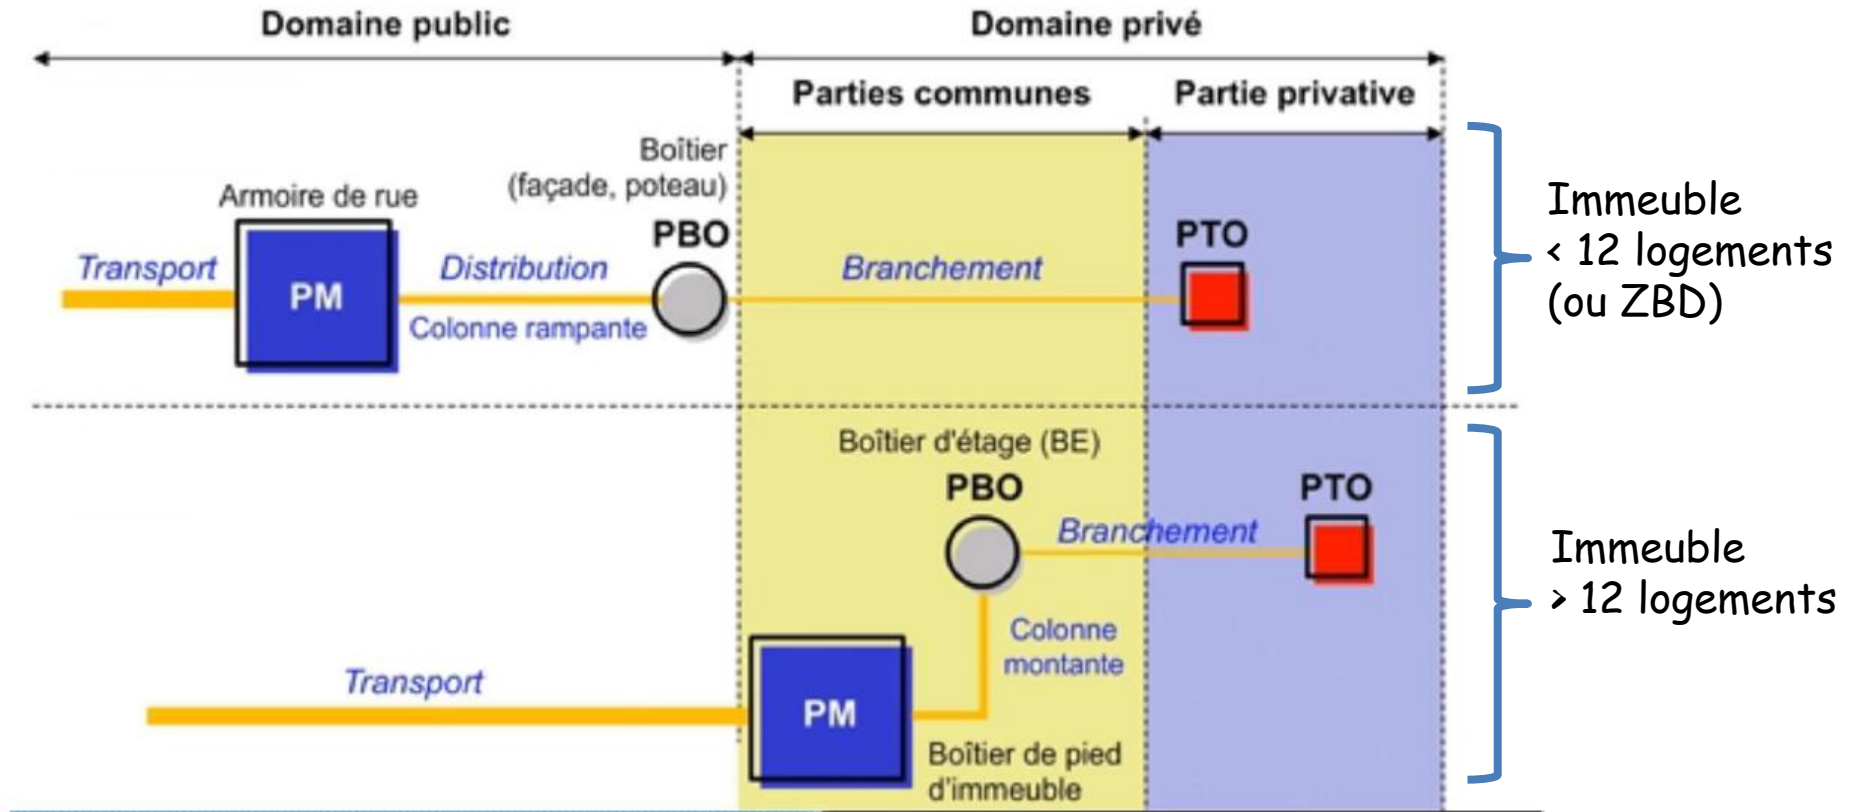 Domaine public
Domaine privé
Parties communes
Partie privative
Boîtier
(façade, poteau)
Armoire de rue
PBO
PTO
Transport
PM
Distribution
Colonne rampante
Branchement
Immeuble
< 12 logements
(ou ZBD)
Boîtier d'étage (BE)
PBO
PTO
Branchement
Colonne
montante
Transport
PM
Boîtier de pied
d'immeuble
Immeuble
> 12 logements